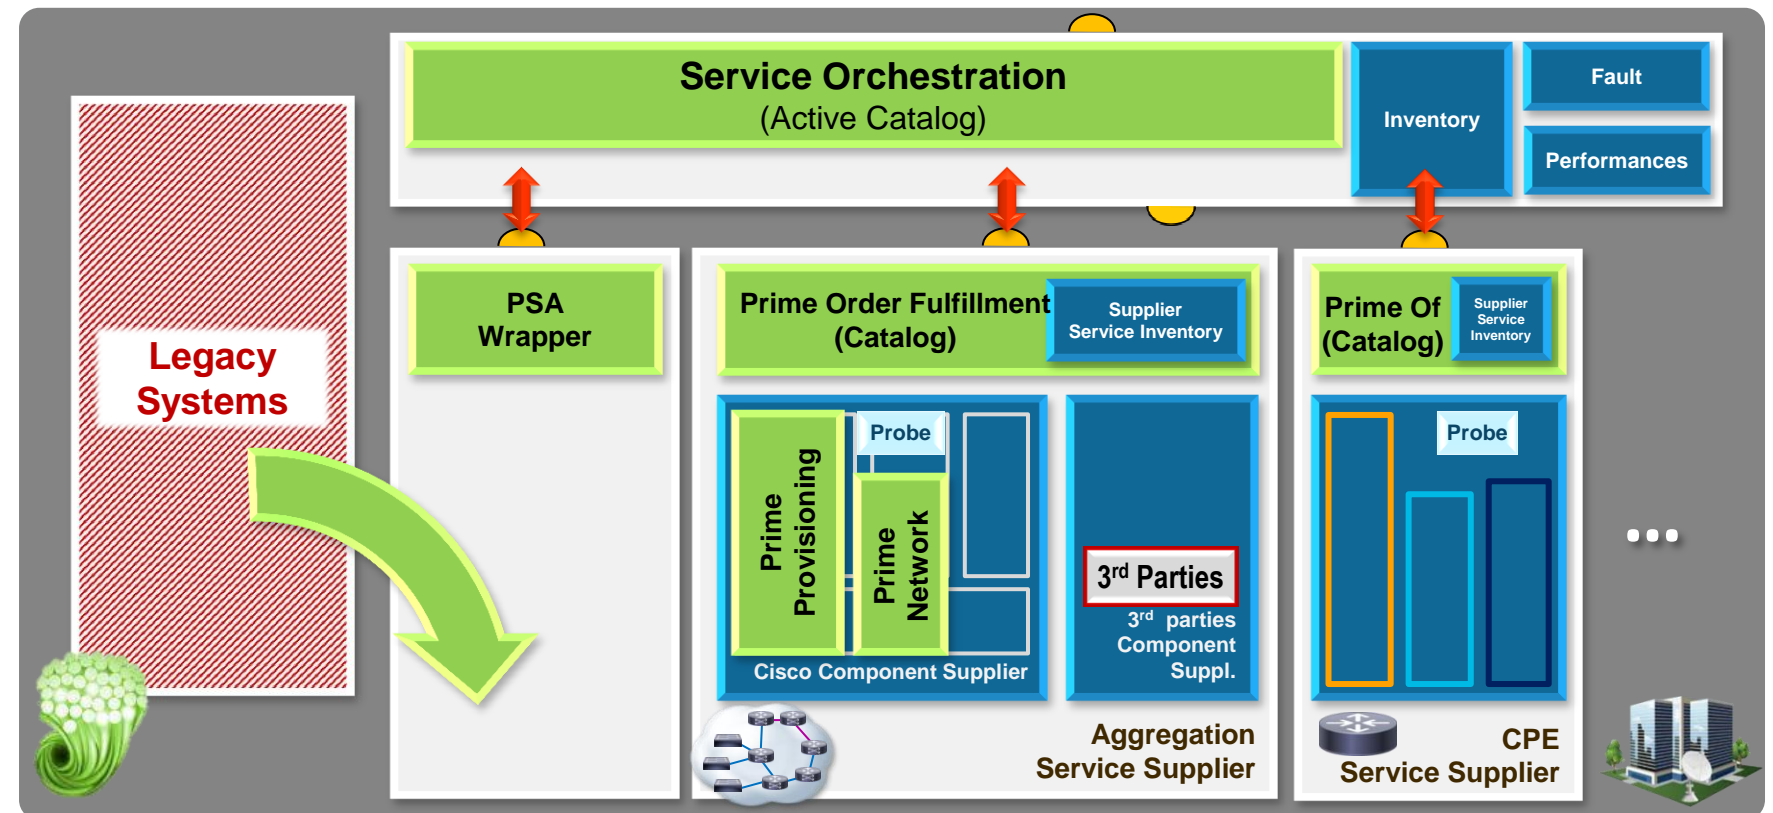 Service Orchestration
(Active Catalog)
Inventory
Fault
Performances
Legacy
Systems
PSA
Wrapper
Prime Order Fulfillment
(Catalog)
Supplier
Service Inventory
Prime Of
(Catalog)
Supplier
Service
Inventory
Prime
Provisioning
Probe
Prime
Network
Cisco Component Supplier
3rd Parties
3rd parties
Component
Suppl.
Probe
...
Aggregation
Service Supplier
CPE
Service Supplier